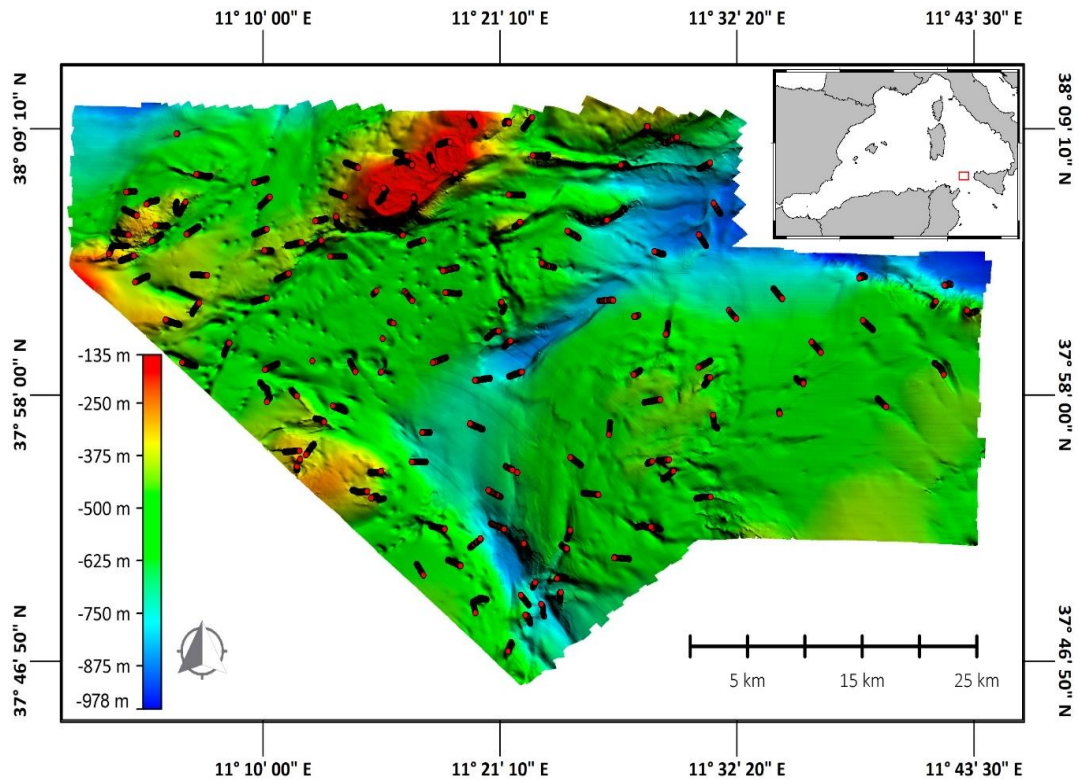 11° 10' 00" E 11° 21' 10" E 11° 32' 20" E 11° 43' 30" E
38° 09' 10" N
38° 09' 10" N
-135 m
-250 m
-375 m
-500 m
-625 m
-750 m
-875 m
-978 m
37° 58' 00" N
37° 58' 00" N
37° 46' 50" N
37° 46' 50" N
5 km 15 km 25 km
11° 10' 00" E 11° 21' 10" E 11° 32' 20" E 11° 43' 30" E